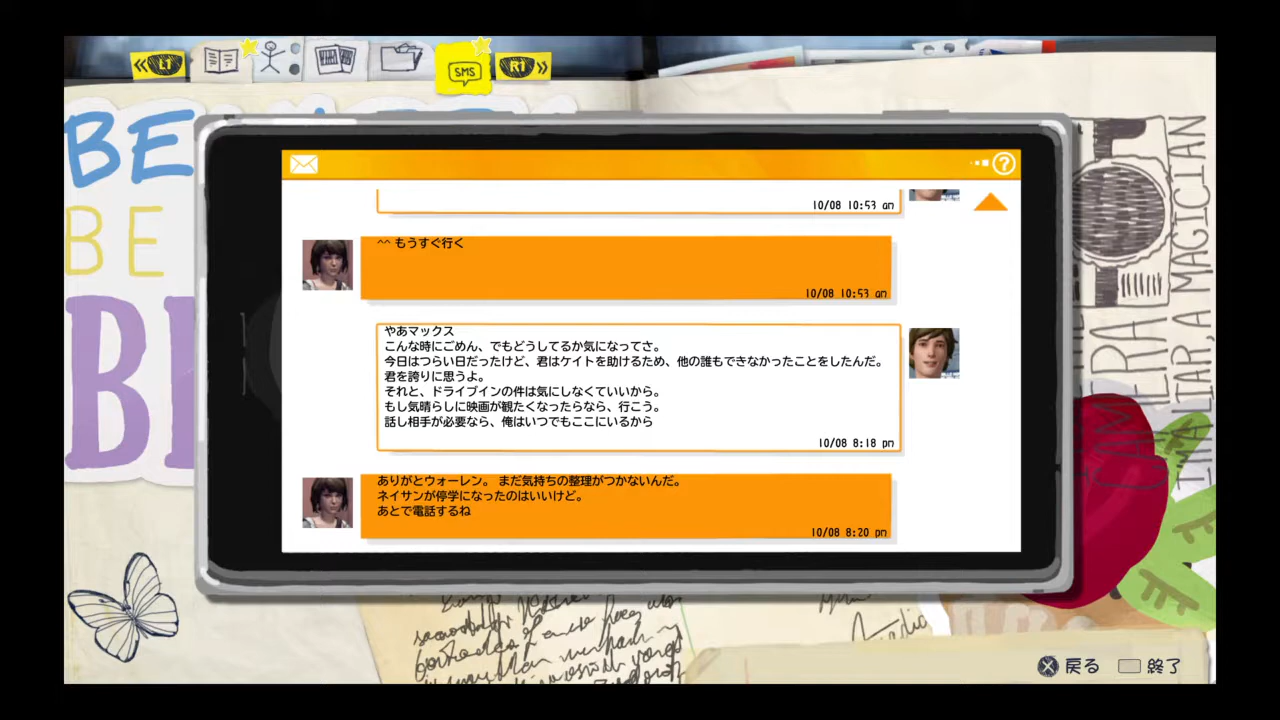 L1
SMS
R1
BE
BE
10/08 10:53 am
^^ もうすぐ行く
10/08 10:53 am
やあマックス
こんな時にごめん、でもどうしてるか気になってさ。
今日はつらい日だったけど、君はケイトを助けるため、他の誰もできなかったことをしたんだ。
君を誇りに思うよ。
それと、ドライブインの件は気にしなくていいから。
もし気晴らしに映画が観たくなったらなら、行こう。
話し相手が必要なら、俺はいつでもここにいるから
10/08 8:18 pm
ありがとウォーレン。 まだ気持ちの整理がつかないんだ。
ネイサンが停学になったのはいいけど。
あとで電話するね
10/08 8:20 pm
CAMERA
A MAGICIAN
戻る
終了